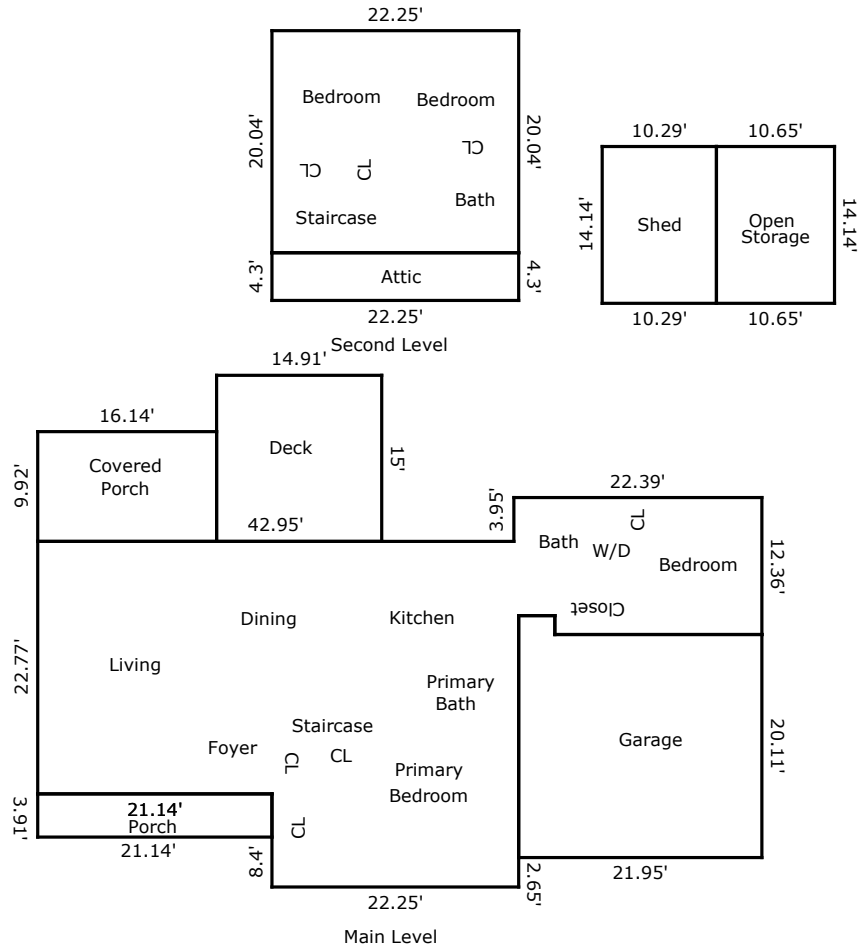 22.25'
Bedroom
Bedroom
20.04'
20.04'
CL
CL
CL
Bath
Staircase
4.3'
Attic
4.3'
22.25'
Second Level
10.29'
10.65'
14.14'
Shed
Open
Storage
14.14'
10.29'
10.65'
14.91'
16.14'
Deck
15'
9.92'
Covered
Porch
42.95'
22.39'
3.95'
CL
Bath
W/D
Bedroom
12.36'
Closet
Dining
Kitchen
22.77'
Living
Primary
Bath
Staircase
Foyer
CL
CL
Primary
Bedroom
Garage
20.11'
3.91'
21.14'
Porch
21.14'
CL
8.4'
2.65'
21.95'
22.25'
Main Level